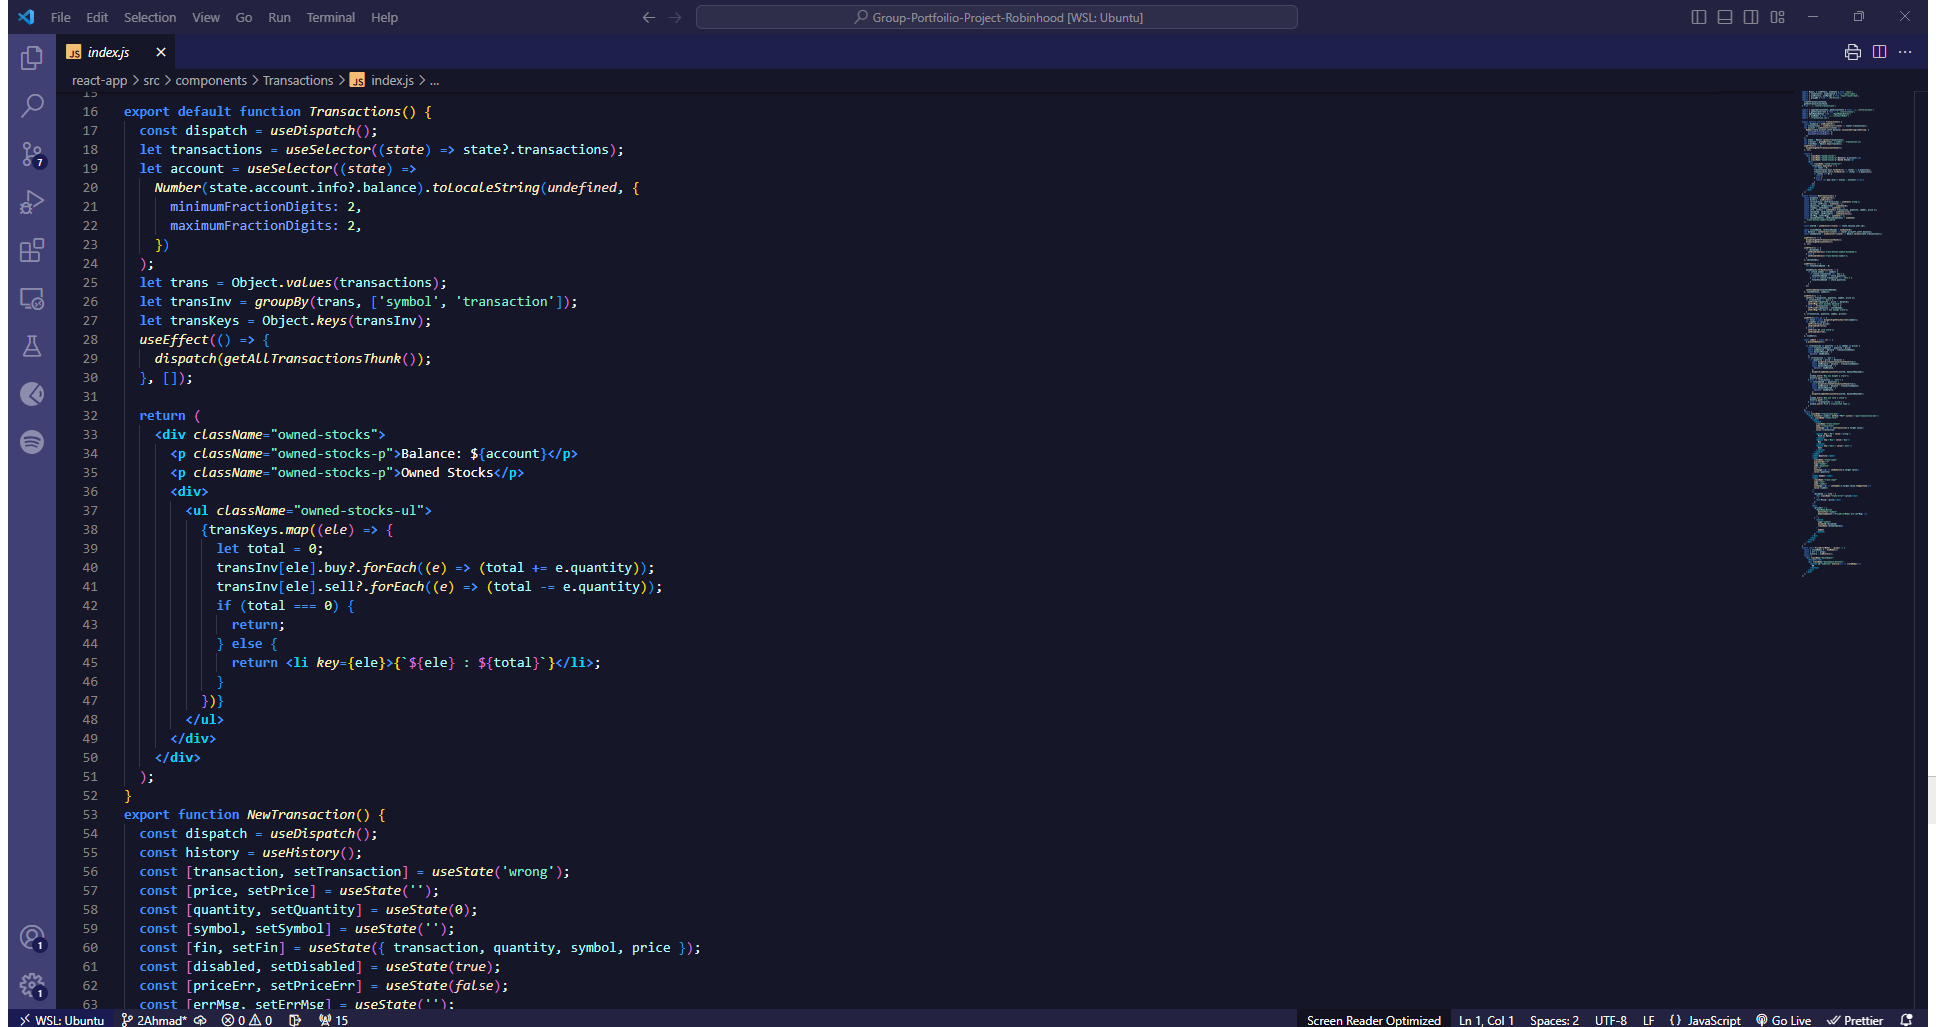 File Edit Selection View Go Run Terminal Help
Group-Portfoilio-Project-Robinhood [WSL: Ubuntu]
JS index.js
react-app > src > components > Transactions > JS index.js > ...
15
16 export default function Transactions() {
17 const dispatch = useDispatch();
18 let transactions = useSelector((state) => state?.transactions);
19 let account = useSelector((state) =>
20 Number(state.account.info?.balance).toLocaleString(undefined, {
21 minimumFractionDigits: 2,
22 maximumFractionDigits: 2,
23 })
24 );
25 let trans = Object.values(transactions);
26 let transInv = groupBy(trans, ['symbol', 'transaction']);
27 let transKeys = Object.keys(transInv);
28 useEffect(() => {
29 dispatch(getAllTransactionsThunk());
30 }, []);
31
32 return (
33 <div className="owned-stocks">
34 <p className="owned-stocks-p">Balance: ${account}</p>
35 <p className="owned-stocks-p">Owned Stocks</p>
36 <div>
37 <ul className="owned-stocks-ul">
38 {transKeys.map((ele) => {
39 let total = 0;
40 transInv[ele].buy?.forEach((e) => (total += e.quantity));
41 transInv[ele].sell?.forEach((e) => (total -= e.quantity));
42 if (total === 0) {
43 return;
44 } else {
45 return <li key={ele}>{`${ele} : ${total}`}</li>;
46 }
47 })}
48 </ul>
49 </div>
50 </div>
51 );
52 }
53 export function NewTransaction() {
54 const dispatch = useDispatch();
55 const history = useHistory();
56 const [transaction, setTransaction] = useState('wrong');
57 const [price, setPrice] = useState('');
58 const [quantity, setQuantity] = useState(0);
59 const [symbol, setSymbol] = useState('');
60 const [fin, setFin] = useState({ transaction, quantity, symbol, price });
61 const [disabled, setDisabled] = useState(true);
62 const [priceErr, setPriceErr] = useState(false);
63 const [errMsg, setErrMsg] = useState('');
7
1
1
WSL: Ubuntu 2Ahmad* 0 0 15 Screen Reader Optimized Ln 1, Col 1 Spaces: 2 UTF-8 LF {} JavaScript Go Live Prettier